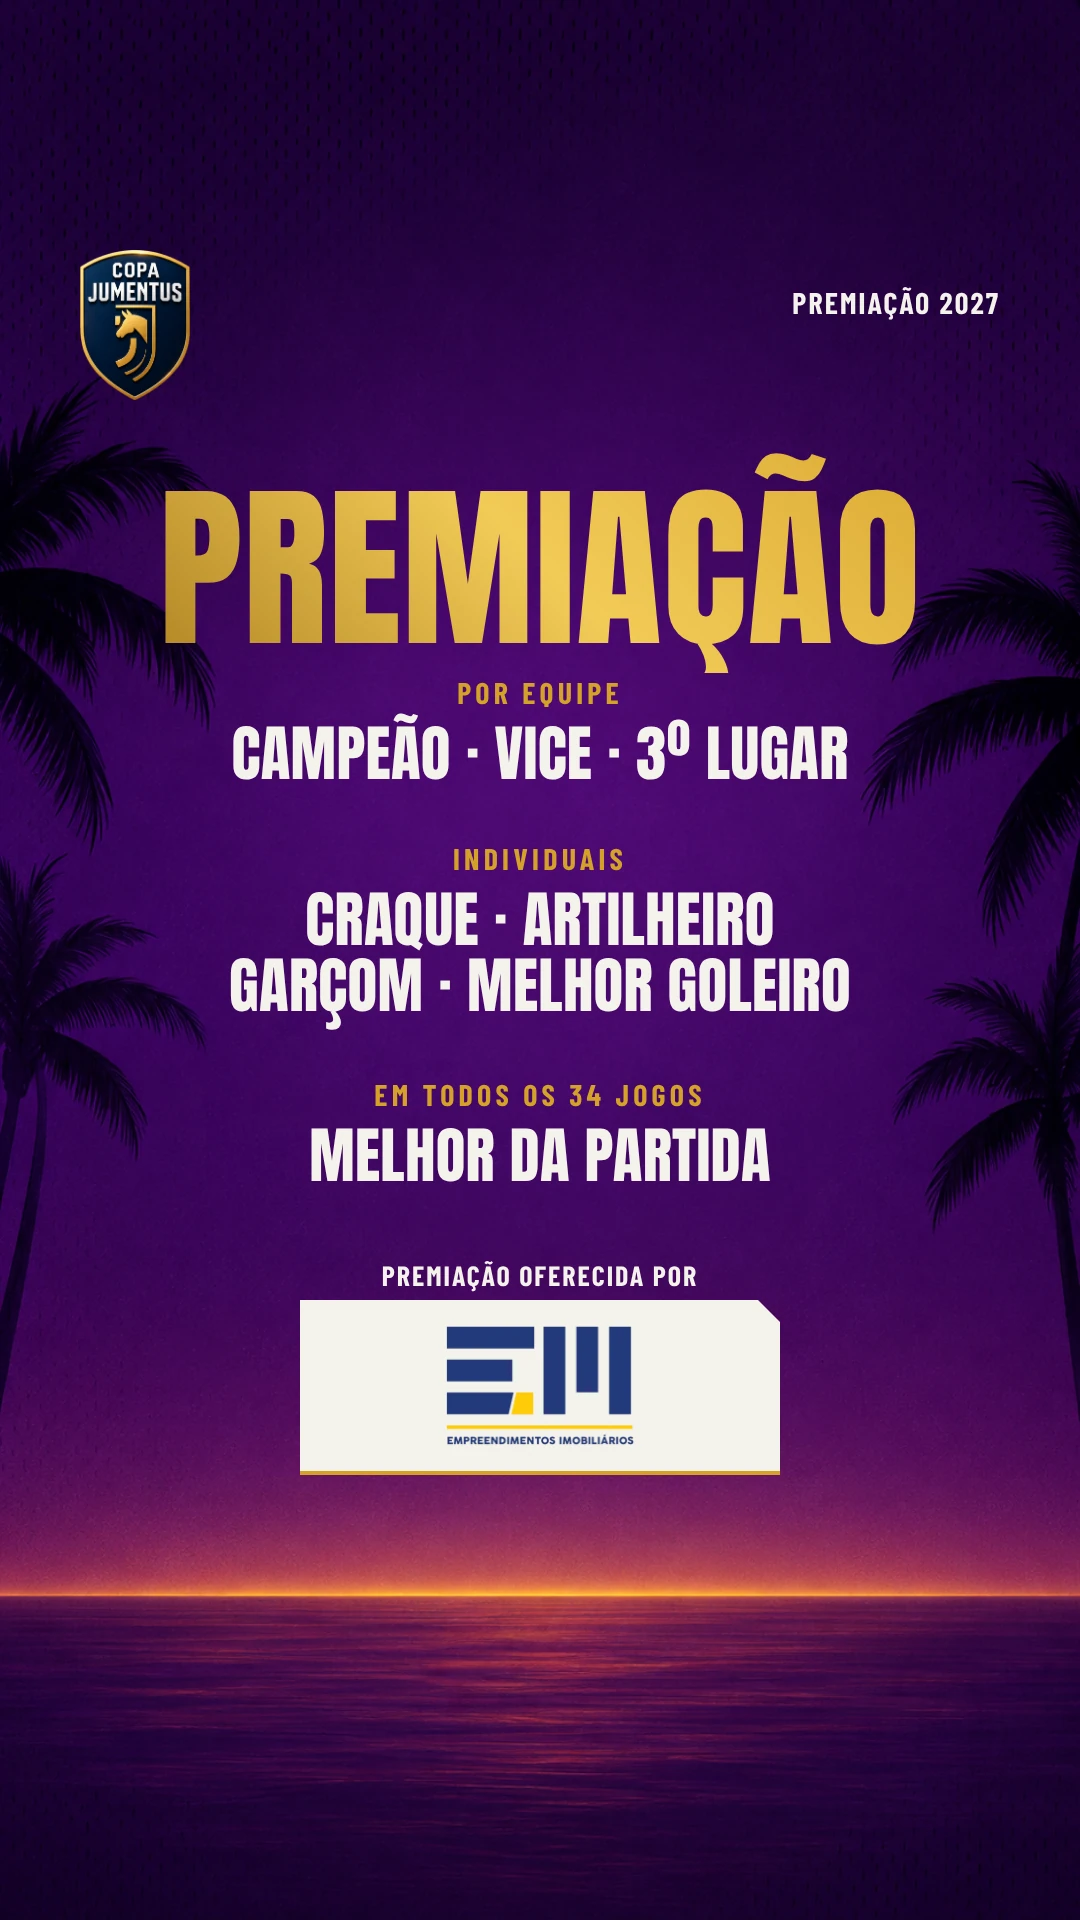 COPA
JUMENTUS
PREMIAÇÃO 2027
PREMIAÇÃO
POR EQUIPE
CAMPEÃO · VICE · 3º LUGAR
INDIVIDUAIS
CRAQUE · ARTILHEIRO
GARÇOM · MELHOR GOLEIRO
EM TODOS OS 34 JOGOS
MELHOR DA PARTIDA
PREMIAÇÃO OFERECIDA POR
EM
EMPREENDIMENTOS IMOBILIÁRIOS